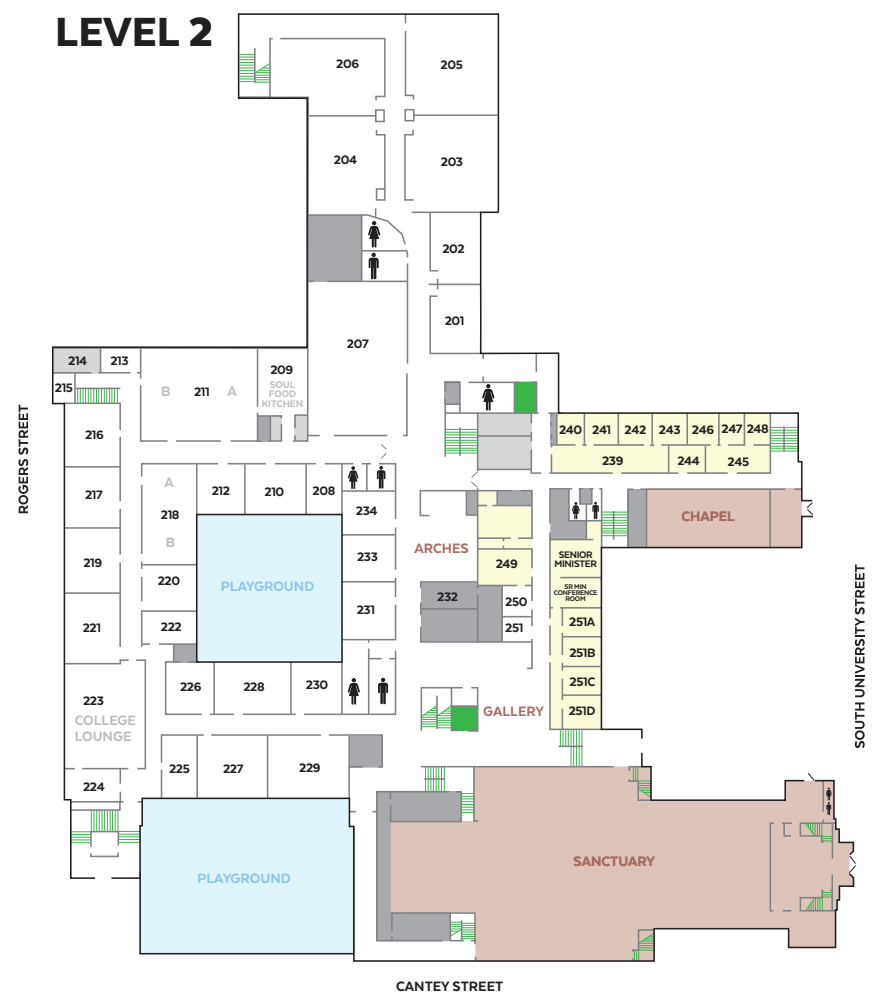 LEVEL 2
206
205
204
203
202
201
207
214
213
215
B
211
A
209
SOUL
FOOD
KITCHEN
240
241
242
243
246
247
248
239
244
245
216
217
219
221
223
COLLEGE
LOUNGE
224
A
218
B
220
222
212
210
208
234
233
231
PLAYGROUND
226
228
230
225
227
229
ARCHES
249
232
250
251
CHAPEL
SENIOR
MINISTER
SR MIN
CONFERENCE
ROOM
251A
251B
251C
251D
GALLERY
SANCTUARY
PLAYGROUND
ROGERS STREET
SOUTH UNIVERSITY STREET
CANTEY STREET